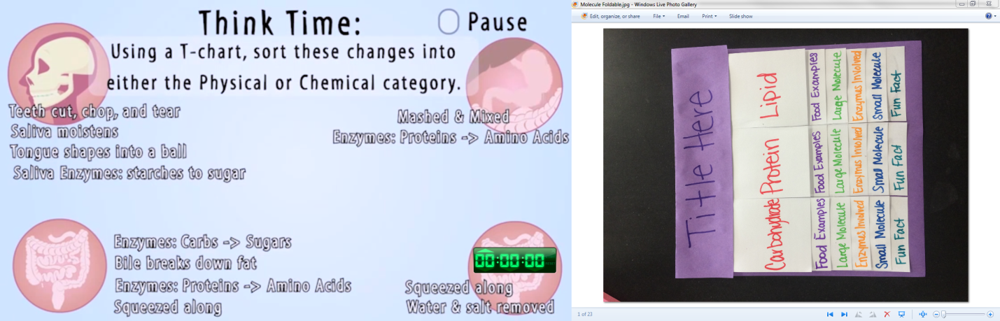 Think Time:
Pause
Using a T-chart, sort these changes into
either the Physical or Chemical category.
Teeth cut, chop, and tear
Saliva moistens
Tongue shapes into a ball
Saliva Enzymes: starches to sugar
Mashed & Mixed
Enzymes: Proteins -> Amino Acids
Enzymes: Carbs -> Sugars
Bile breaks down fat
Enzymes: Proteins -> Amino Acids
Squeezed along
00:00:00
Squeezed along
Water & salt removed
Molecule Foldable.jpg - Windows Live Photo Gallery
Edit, organize, or share File Email Print Slide show
Title Here
Carbohydrate Protein Lipid
Food Examples Food Examples Food Examples
Large Molecule Large Molecule Large Molecule
Enzymes Involved Enzymes Involved Enzymes Involved
Small Molecule Small Molecule Small Molecule
Fun Fact Fun Fact Fun Fact
1 of 23